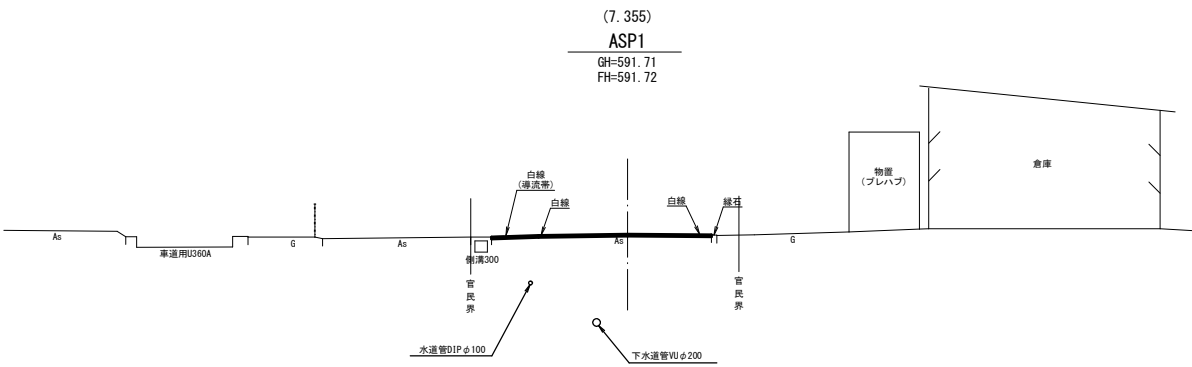 (7.355)
ASP1
GH=591.71
FH=591.72
白線
(導流帯)
白線
白線
縁石
物置
(プレハブ)
倉庫
As
車道用U360A
G
As
側溝300
As
G
官民界
官民界
水道管DIPφ100
下水道管VUφ200